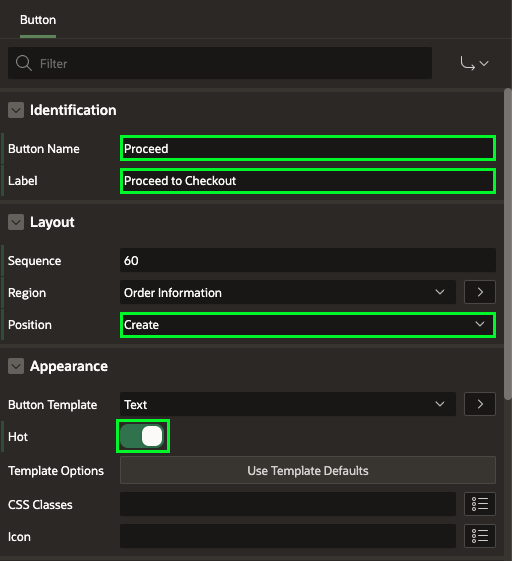 Button
Filter
Identification
Button Name Proceed
Label Proceed to Checkout
Layout
Sequence 60
Region Order Information
Position Create
Appearance
Button Template Text
Hot
Template Options Use Template Defaults
CSS Classes
Icon